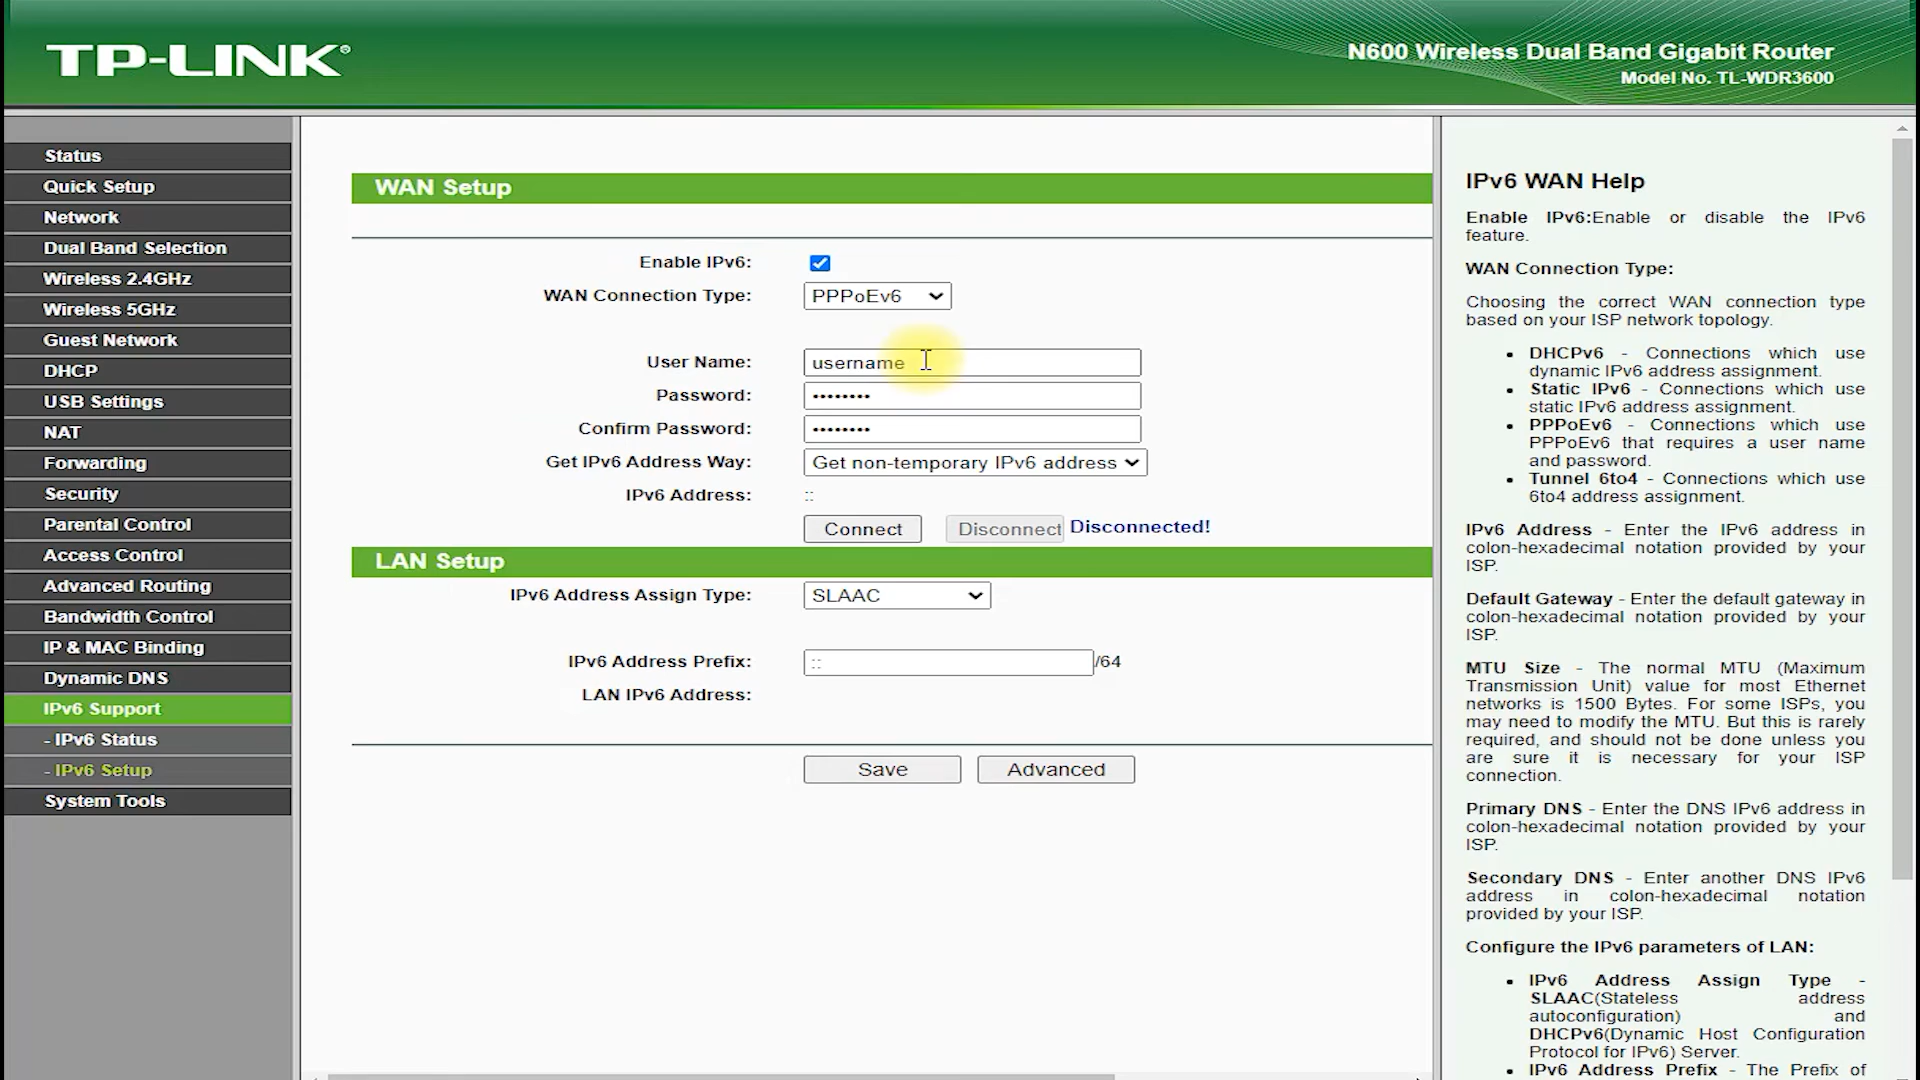 TP-LINK®
N600 Wireless Dual Band Gigabit Router
Model No. TL-WDR3600
Status
Quick Setup
Network
Dual Band Selection
Wireless 2.4GHz
Wireless 5GHz
Guest Network
DHCP
USB Settings
NAT
Forwarding
Security
Parental Control
Access Control
Advanced Routing
Bandwidth Control
IP & MAC Binding
Dynamic DNS
IPv6 Support
- IPv6 Status
- IPv6 Setup
System Tools
WAN Setup
Enable IPv6:
WAN Connection Type: PPPoEv6
User Name: username
Password: ••••••••
Confirm Password: ••••••••
Get IPv6 Address Way: Get non-temporary IPv6 address
IPv6 Address: ::
Connect Disconnect Disconnected!
LAN Setup
IPv6 Address Assign Type: SLAAC
IPv6 Address Prefix: :: /64
LAN IPv6 Address:
Save Advanced
IPv6 WAN Help
Enable IPv6:Enable or disable the IPv6
feature.
WAN Connection Type:
Choosing the correct WAN connection type
based on your ISP network topology.
• DHCPv6 - Connections which use
dynamic IPv6 address assignment.
• Static IPv6 - Connections which use
static IPv6 address assignment.
• PPPoEv6 - Connections which use
PPPoEv6 that requires a user name
and password.
• Tunnel 6to4 - Connections which use
6to4 address assignment.
IPv6 Address - Enter the IPv6 address in
colon-hexadecimal notation provided by your
ISP.
Default Gateway - Enter the default gateway in
colon-hexadecimal notation provided by your
ISP.
MTU Size - The normal MTU (Maximum
Transmission Unit) value for most Ethernet
networks is 1500 Bytes. For some ISPs, you
may need to modify the MTU. But this is rarely
required, and should not be done unless you
are sure it is necessary for your ISP
connection.
Primary DNS - Enter the DNS IPv6 address in
colon-hexadecimal notation provided by your
ISP.
Secondary DNS - Enter another DNS IPv6
address in colon-hexadecimal notation
provided by your ISP.
Configure the IPv6 parameters of LAN:
• IPv6 Address Assign Type -
SLAAC(Stateless address
autoconfiguration) and
DHCPv6(Dynamic Host Configuration
Protocol for IPv6) Server.
• IPv6 Address Prefix - The Prefix of